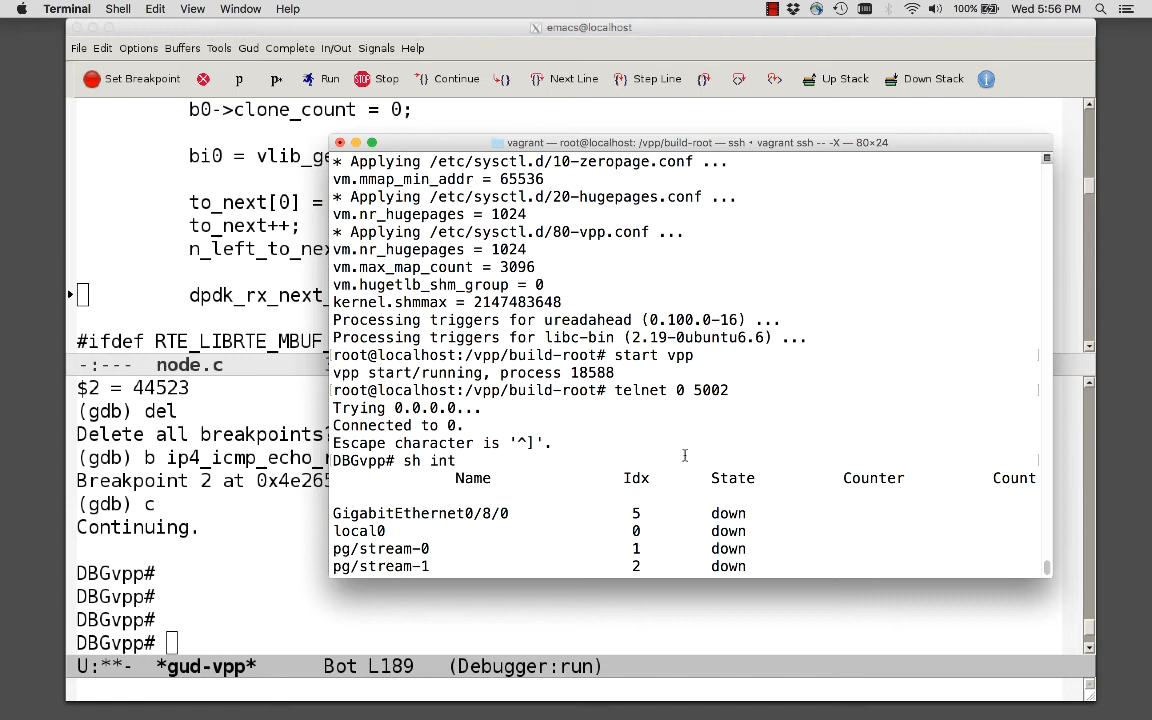 Terminal Shell Edit View Window Help 100% Wed 5:56 PM
emacs@localhost
File Edit Options Buffers Tools Gud Complete In/Out Signals Help
Set Breakpoint p p* Run STOP Stop Continue Next Line Step Line Up Stack Down Stack
b0->clone_count = 0;
bi0 = vlib_ge
to_next[0] =
to_next++;
n_left_to_nex
dpdk_rx_next_
#ifdef RTE_LIBRTE_MBUF_
-:--- node.c
$2 = 44523
(gdb) del
Delete all breakpoints?
(gdb) b ip4_icmp_echo_r
Breakpoint 2 at 0x4e265
(gdb) c
Continuing.
DBGvpp#
DBGvpp#
DBGvpp#
DBGvpp#
U:**- *gud-vpp* Bot L189 (Debugger:run)
vagrant — root@localhost: /vpp/build-root — ssh ‹ vagrant ssh -- -X — 80×24
* Applying /etc/sysctl.d/10-zeropage.conf ...
vm.mmap_min_addr = 65536
* Applying /etc/sysctl.d/20-hugepages.conf ...
vm.nr_hugepages = 1024
* Applying /etc/sysctl.d/80-vpp.conf ...
vm.nr_hugepages = 1024
vm.max_map_count = 3096
vm.hugetlb_shm_group = 0
kernel.shmmax = 2147483648
Processing triggers for ureadahead (0.100.0-16) ...
Processing triggers for libc-bin (2.19-0ubuntu6.6) ...
root@localhost:/vpp/build-root# start vpp
vpp start/running, process 18588
root@localhost:/vpp/build-root# telnet 0 5002
Trying 0.0.0.0...
Connected to 0.
Escape character is '^]'.
DBGvpp# sh int
Name Idx State Counter Count
GigabitEthernet0/8/0 5 down
local0 0 down
pg/stream-0 1 down
pg/stream-1 2 down